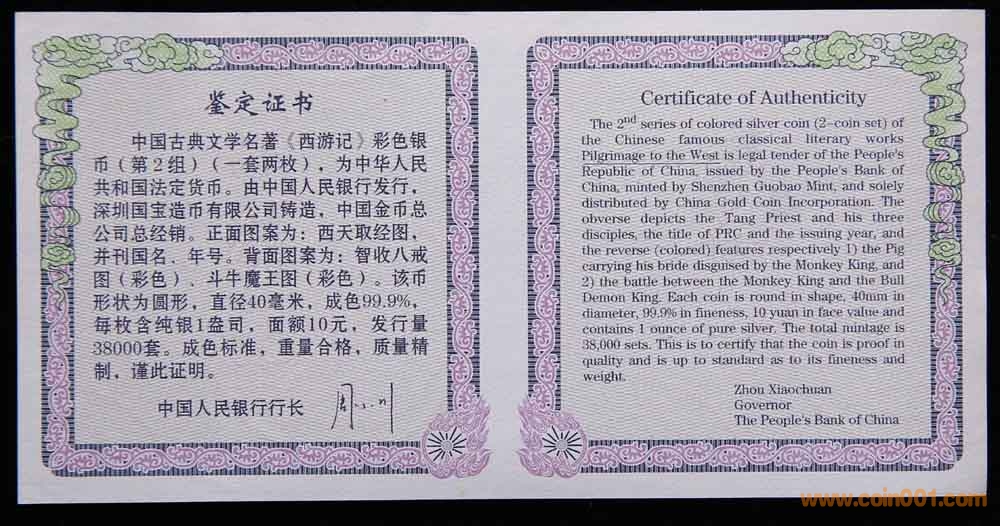 鉴定证书
中国古典文学名著《西游记》彩色银
币（第2组）（一套两枚），为中华人民
共和国法定货币。由中国人民银行发行，
深圳国宝造币有限公司铸造，中国金币总
公司总经销。正面图案为：西天取经图，
并刊国名、年号。背面图案为：智收八戒
图（彩色）、斗牛魔王图（彩色）。该币
形状为圆形，直径40毫米，成色99.9%，
每枚含纯银1盎司，面额10元，发行量
38000套。成色标准，重量合格，质量精
制，谨此证明。
中国人民银行行长 周小川
Certificate of Authenticity
The 2nd series of colored silver coin (2-coin set) of
the Chinese famous classical literary works
Pilgrimage to the West is legal tender of the People's
Republic of China, issued by the People's Bank of
China, minted by Shenzhen Guobao Mint, and solely
distributed by China Gold Coin Incorporation. The
obverse depicts the Tang Priest and his three
disciples, the title of PRC and the issuing year, and
the reverse (colored) features respectively 1) the Pig
carrying his bride disguised by the Monkey King, and
2) the battle between the Monkey King and the Bull
Demon King. Each coin is round in shape, 40mm in
diameter, 99.9% in fineness, 10 yuan in face value and
contains 1 ounce of pure silver. The total mintage is
38,000 sets. This is to certify that the coin is proof in
quality and is up to standard as to its fineness and
weight.
Zhou Xiaochuan
Governor
The People's Bank of China
www.coin001.com